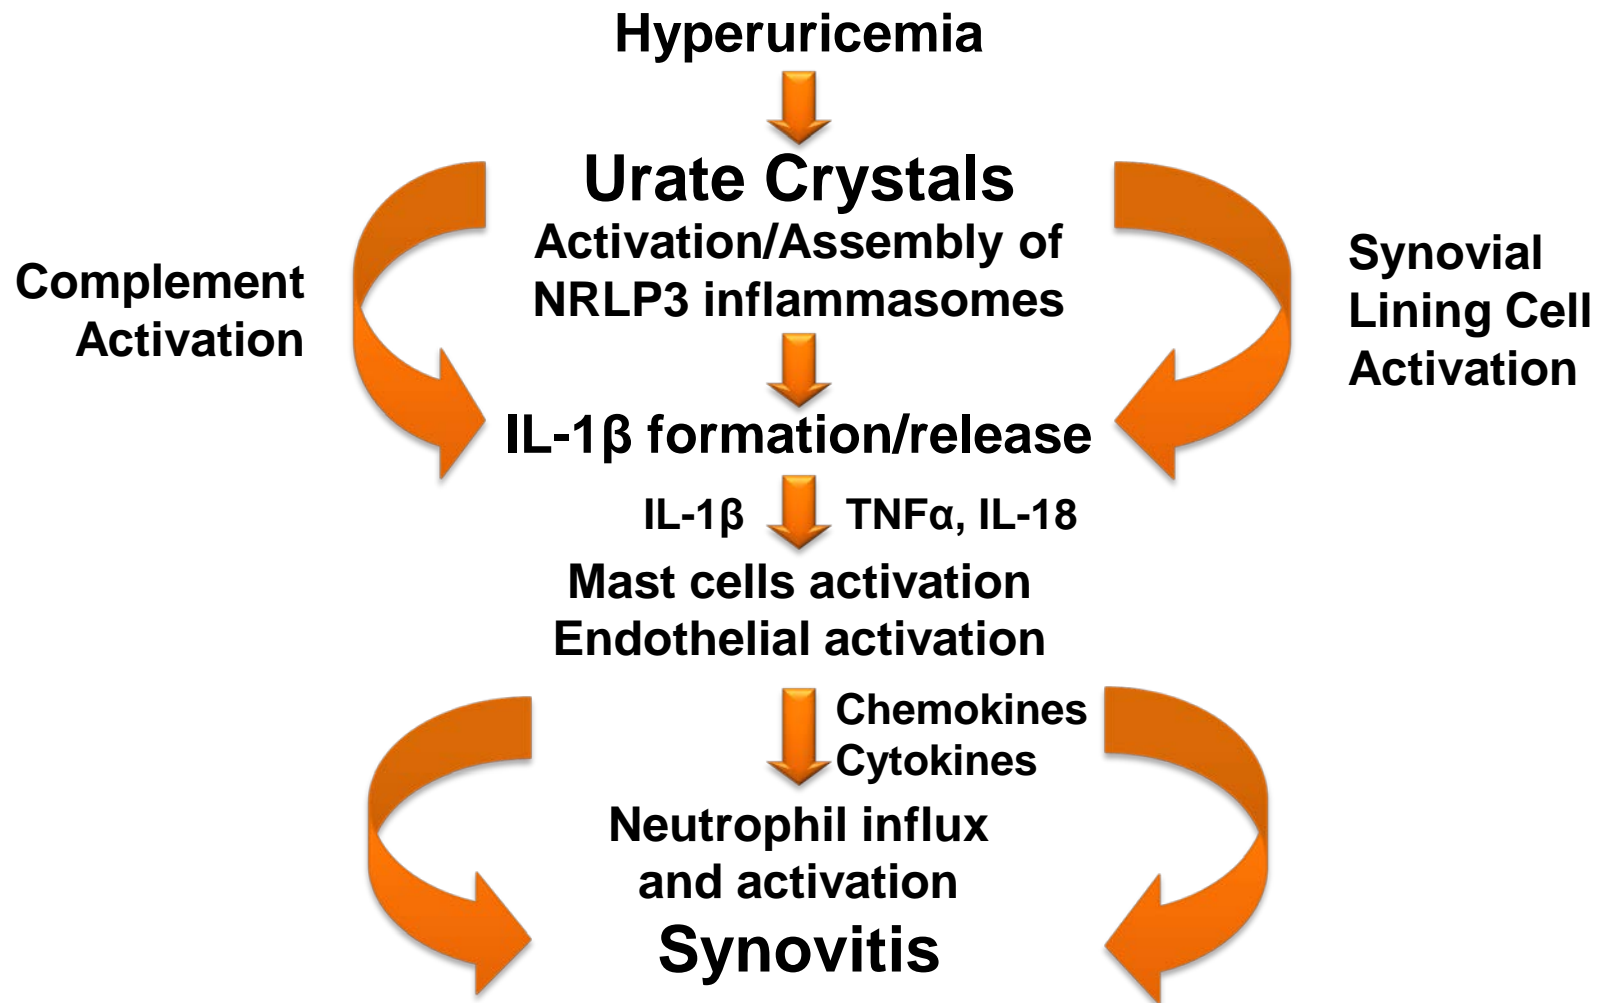 Hyperuricemia
Urate Crystals
Activation/Assembly of
NRLP3 inflammasomes
Complement
Activation
Synovial
Lining Cell
Activation
IL-1β formation/release
IL-1β
TNFα, IL-18
Mast cells activation
Endothelial activation
Chemokines
Cytokines
Neutrophil influx
and activation
Synovitis